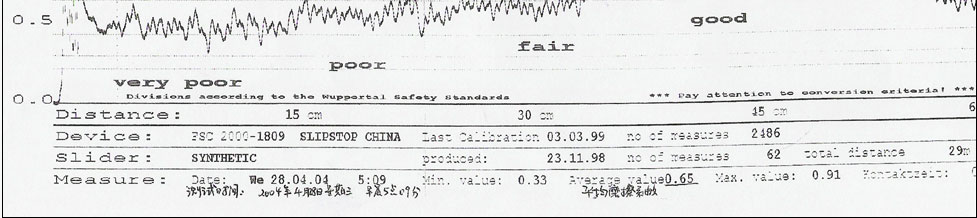 0.5
good
fair
poor
very poor
0.0
Divisions according to the Wuppertal Safety Standards *** Pay attention to conversion criteria! ***
Distance: 15 cm 30 cm 45 cm 6
Device: FSC 2000-1809 SLIPSTOP CHINA Last Calibration 03.03.99 no of measures 2486
Slider: SYNTHETIC produced: 23.11.98 no of measures 62 total distance 29m
Measure: Date: We 28.04.04 5:09 Min. value: 0.33 Average value 0.65 Max. value: 0.91 Kontaktzeit:
测试时间: 2004年4月28日星期三 早晨5点09分 平均摩擦系数